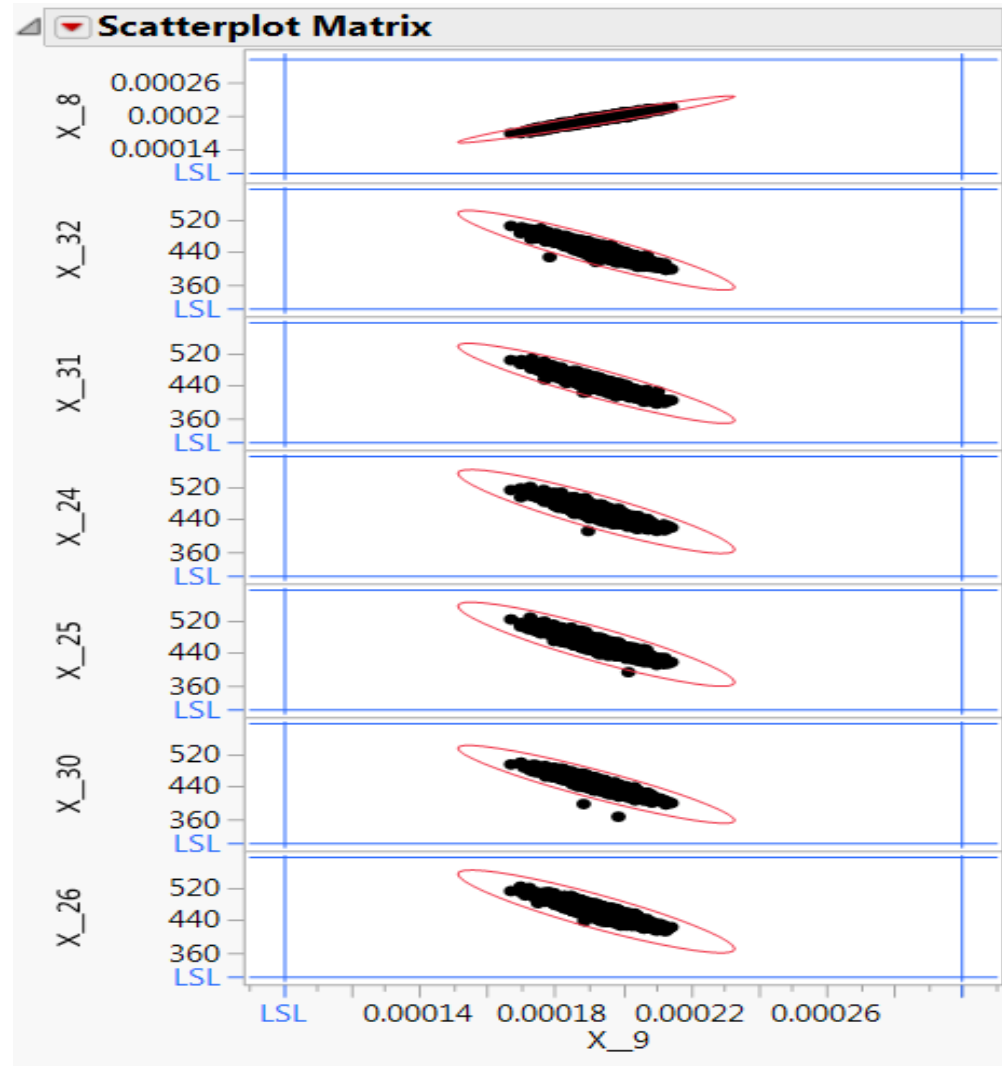 Scatterplot Matrix
X_8
0.00026
0.0002
0.00014
LSL
X_32
520
440
360
LSL
X_31
520
440
360
LSL
X_24
520
440
360
LSL
X_25
520
440
360
LSL
X_30
520
440
360
LSL
X_26
520
440
360
LSL
LSL 0.00014 0.00018 0.00022 0.00026
X__9